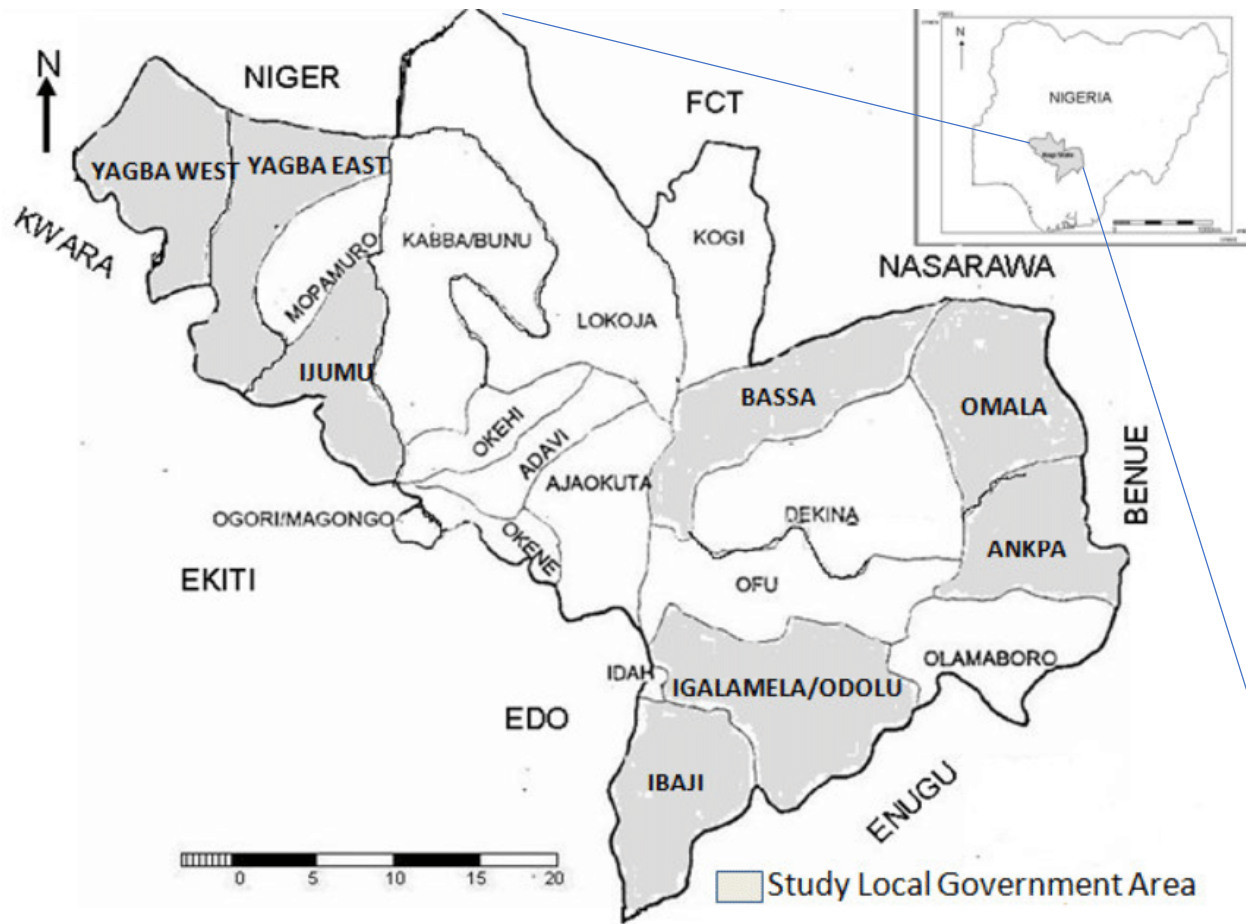 N
NIGER
FCT
N
NIGERIA
Kogi State
YAGBA WEST
YAGBA EAST
KWARA
MOPAMURO
KABBA/BUNU
KOGI
NASARAWA
LOKOJA
IJUMU
BASSA
OMALA
OKEHI
ADAVI
AJAOKUTA
BENUE
OGORI/MAGONGO
OKENE
DEKINA
ANKPA
EKITI
OFU
IDAH
OLAMABORO
IGALAMELA/ODOLU
EDO
IBAJI
ENUGU
0 5 10 15 20
Study Local Government Area